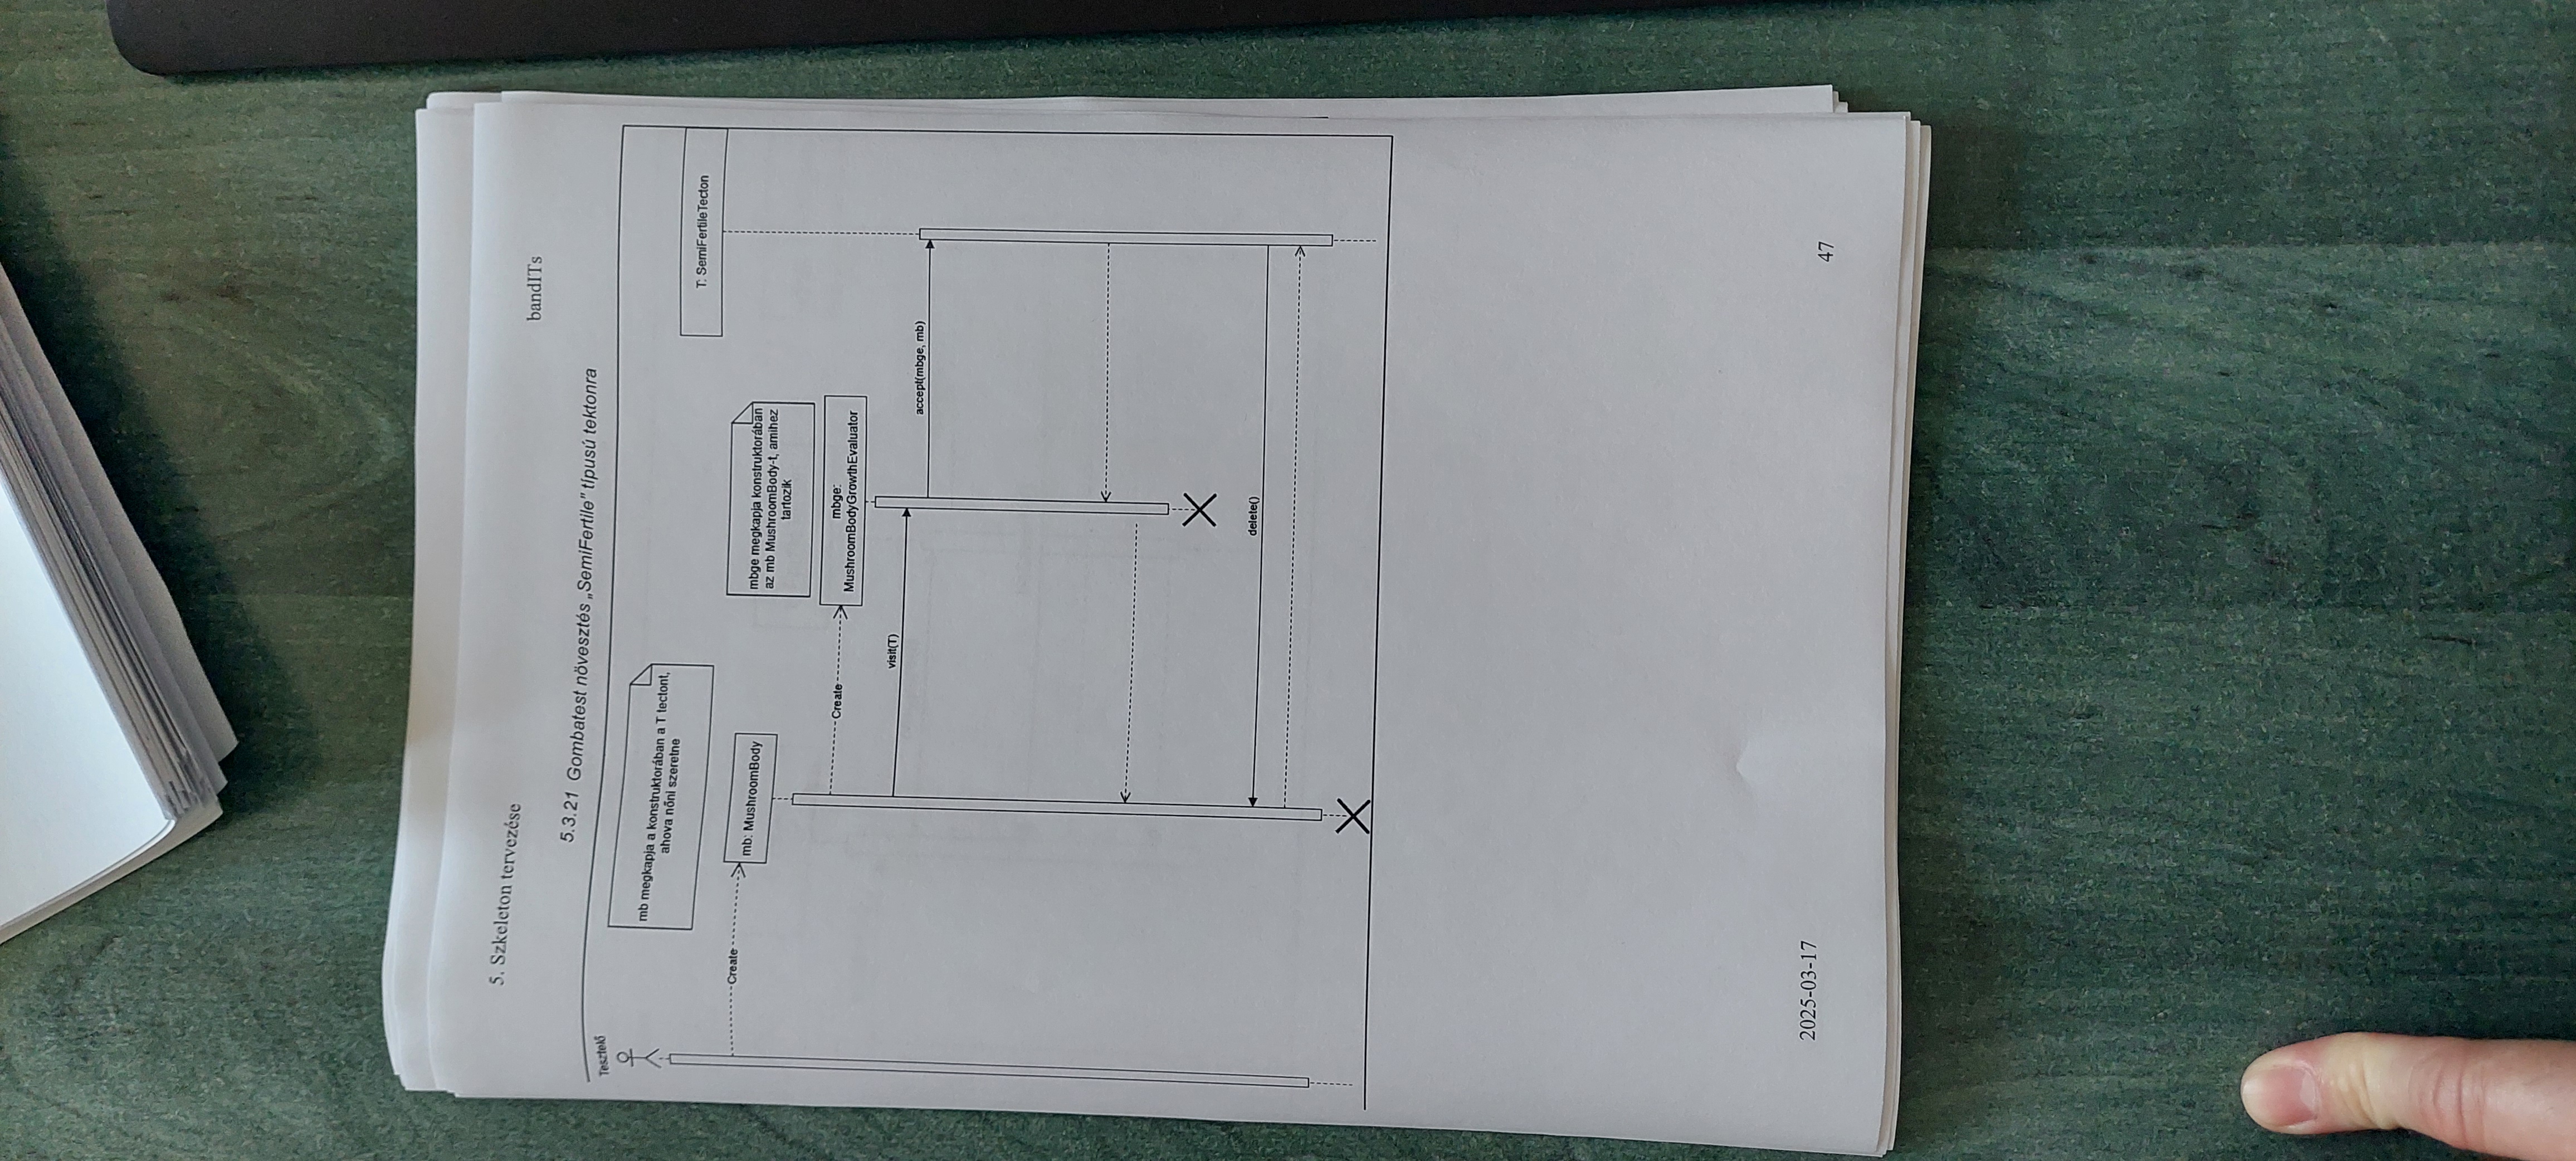 5. Szkeleton tervezése
bandITs
5.3.21 Gombatest növesztés „SemiFertile” típusú tektonra
Tesztelő
mb megkapja a konstruktorában a T tectont,
ahova nőni szeretne
T: SemiFertileTecton
Create
mb: MushroomBody
mbge megkapja konstruktorában
az mb MushroomBody-t, amihez
tartozik
Create
mbge:
MushroomBodyGrowthEvaluator
visit(T)
accept(mbge, mb)
delete()
2025-03-17
47